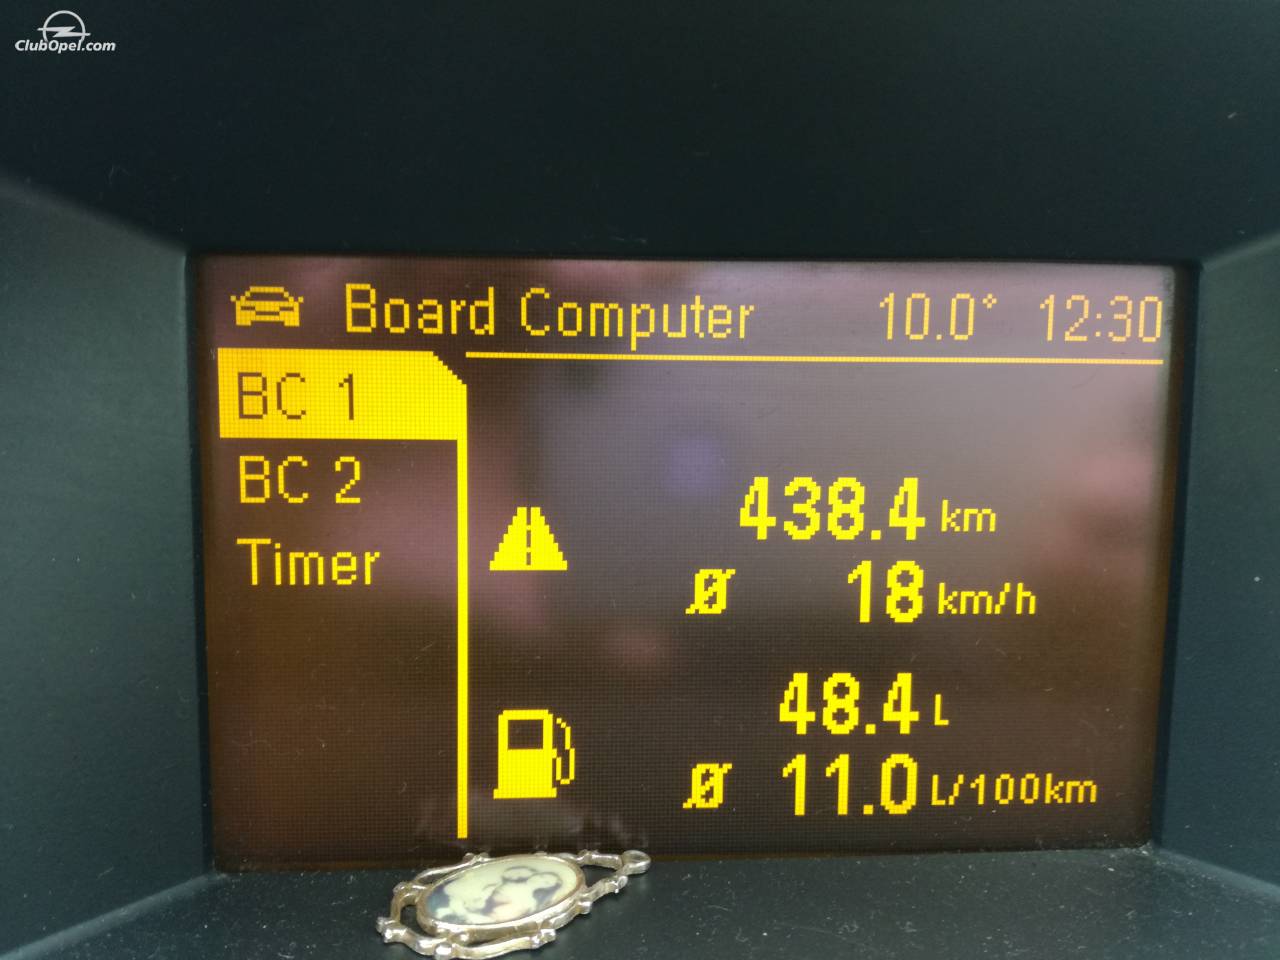 ClubOpel.com
Board Computer 10.0° 12:30
BC 1
BC 2
Timer
438.4 km
Ø 18 km/h
48.4 L
Ø 11.0 L/100km